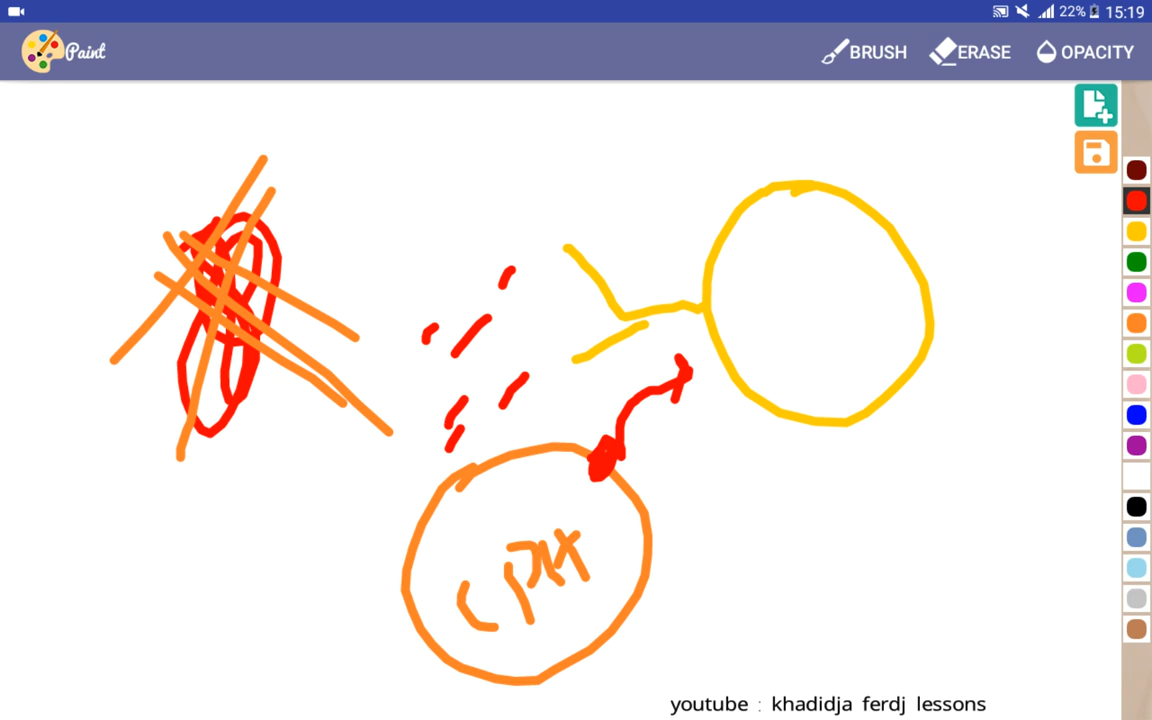 22% 15:19
Paint BRUSH ERASE OPACITY
youtube : khadidja ferdj lessons